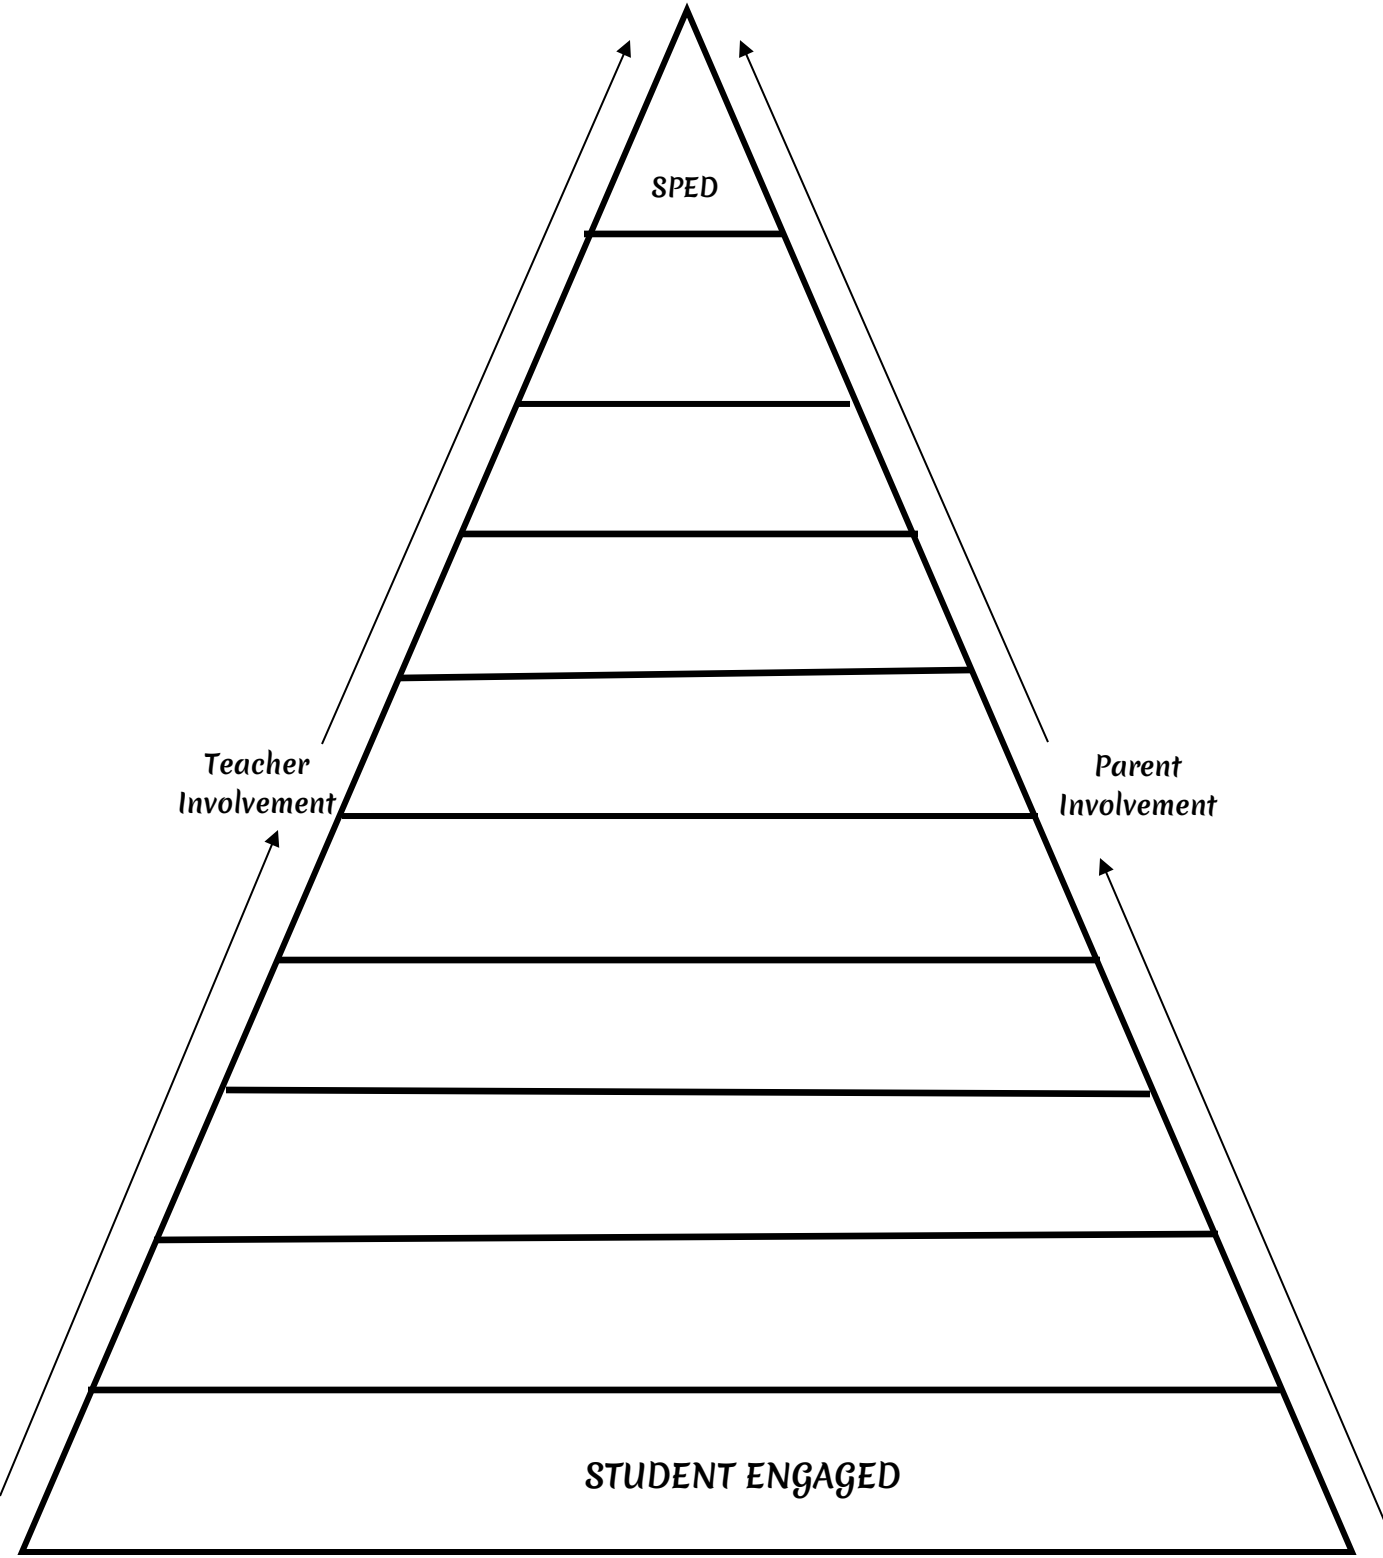 SPED
Teacher
Involvement
Parent
Involvement
STUDENT ENGAGED